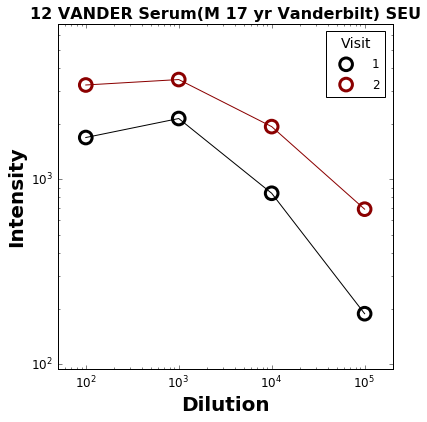 12 VANDER Serum(M 17 yr Vanderbilt) SEU
Visit
1
2
Intensity
10³
10²
10² 10³ 10⁴ 10⁵
Dilution